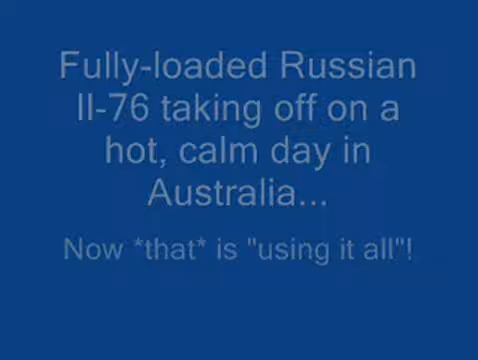 Fully-loaded Russian
Il-76 taking off on a
hot, calm day in
Australia...
Now *that* is "using it all"!